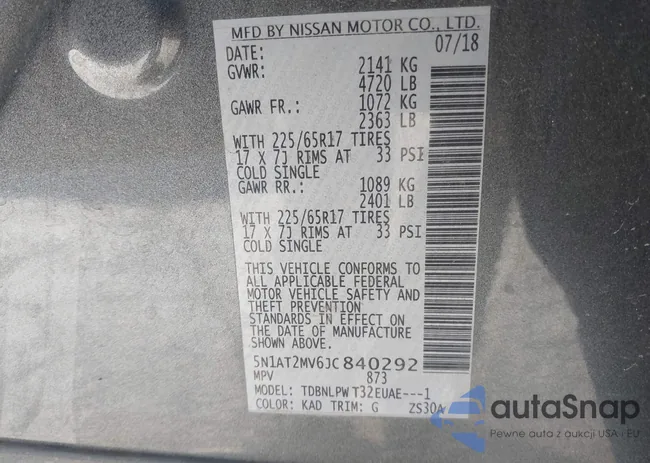 MFD BY NISSAN MOTOR CO., LTD.
DATE: 07/18
GVWR: 2141 KG
4720 LB
GAWR FR.: 1072 KG
2363 LB
WITH 225/65R17 TIRES
17 X 7J RIMS AT 33 PSI
COLD SINGLE
GAWR RR.: 1089 KG
2401 LB
WITH 225/65R17 TIRES
17 X 7J RIMS AT 33 PSI
COLD SINGLE
THIS VEHICLE CONFORMS TO
ALL APPLICABLE FEDERAL
MOTOR VEHICLE SAFETY AND
THEFT PREVENTION
STANDARDS IN EFFECT ON
THE DATE OF MANUFACTURE
SHOWN ABOVE.
5N1AT2MV6JC840292
MPV 873
MODEL: TDBNLPW T32EUAE---1
COLOR: KAD TRIM: G ZS30A
autaSnap
Pewne auta z aukcji USA i EU